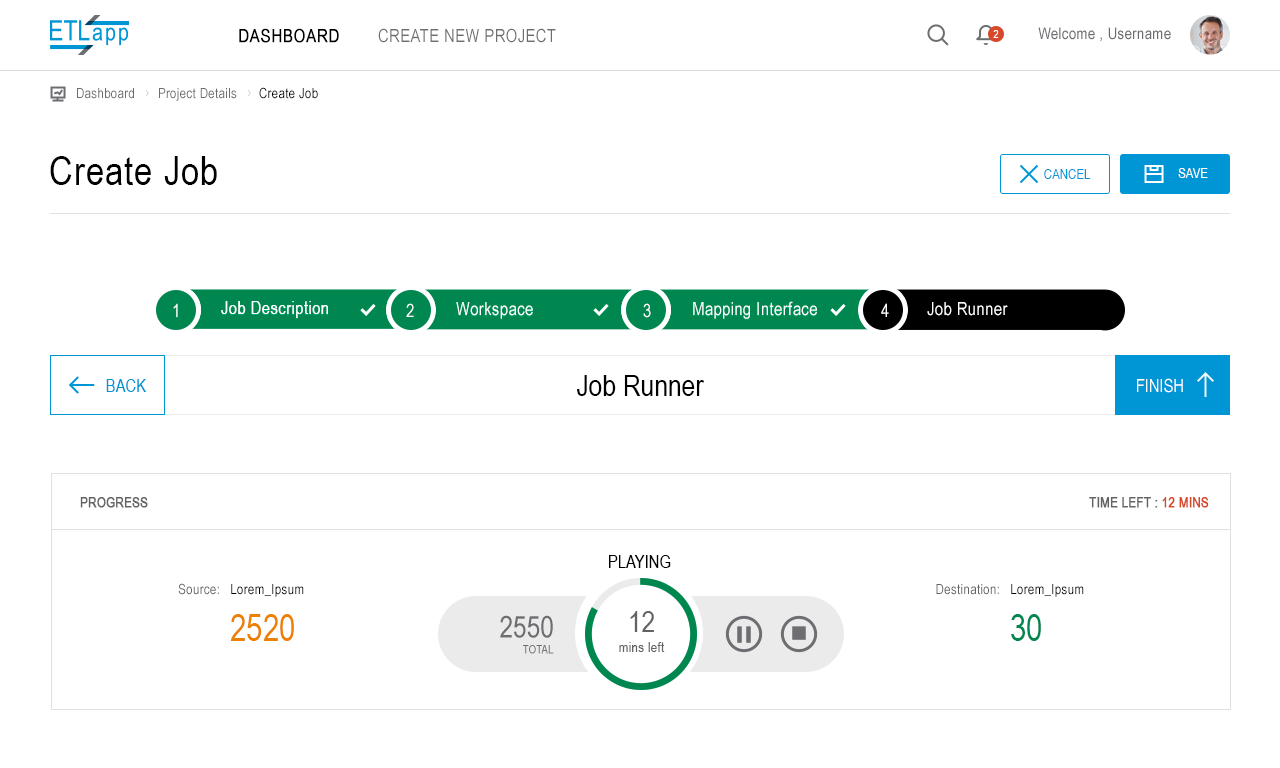 ETLapp
DASHBOARD CREATE NEW PROJECT 2 Welcome , Username
Dashboard › Project Details › Create Job
Create Job
CANCEL SAVE
1 Job Description 2 Workspace 3 Mapping Interface 4 Job Runner
BACK Job Runner FINISH
PROGRESS TIME LEFT : 12 MINS
PLAYING
Source: Lorem_Ipsum Destination: Lorem_Ipsum
2520 2550 12 30
TOTAL mins left